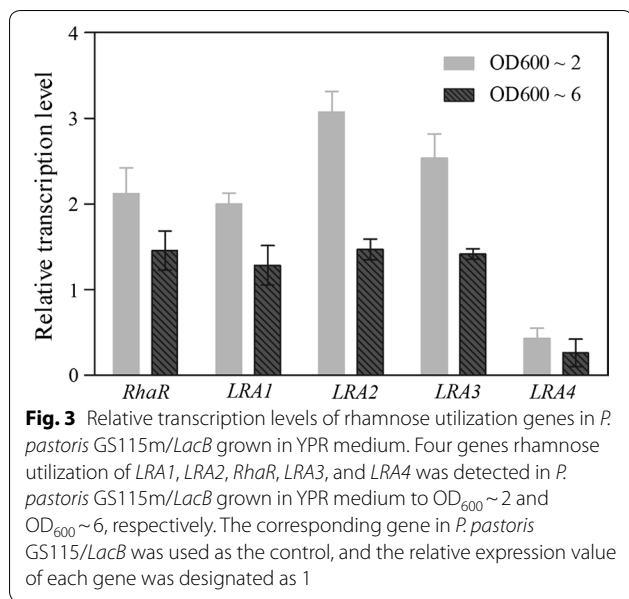 4
3
2
1
0
Relative transcription level
OD600 ~ 2
OD600 ~ 6
RhaR LRA1 LRA2 LRA3 LRA4
Fig. 3 Relative transcription levels of rhamnose utilization genes in P.
pastoris GS115m/LacB grown in YPR medium. Four genes rhamnose
utilization of LRA1, LRA2, RhaR, LRA3, and LRA4 was detected in P.
pastoris GS115m/LacB grown in YPR medium to OD600 ~ 2 and
OD600 ~ 6, respectively. The corresponding gene in P. pastoris
GS115/LacB was used as the control, and the relative expression value
of each gene was designated as 1